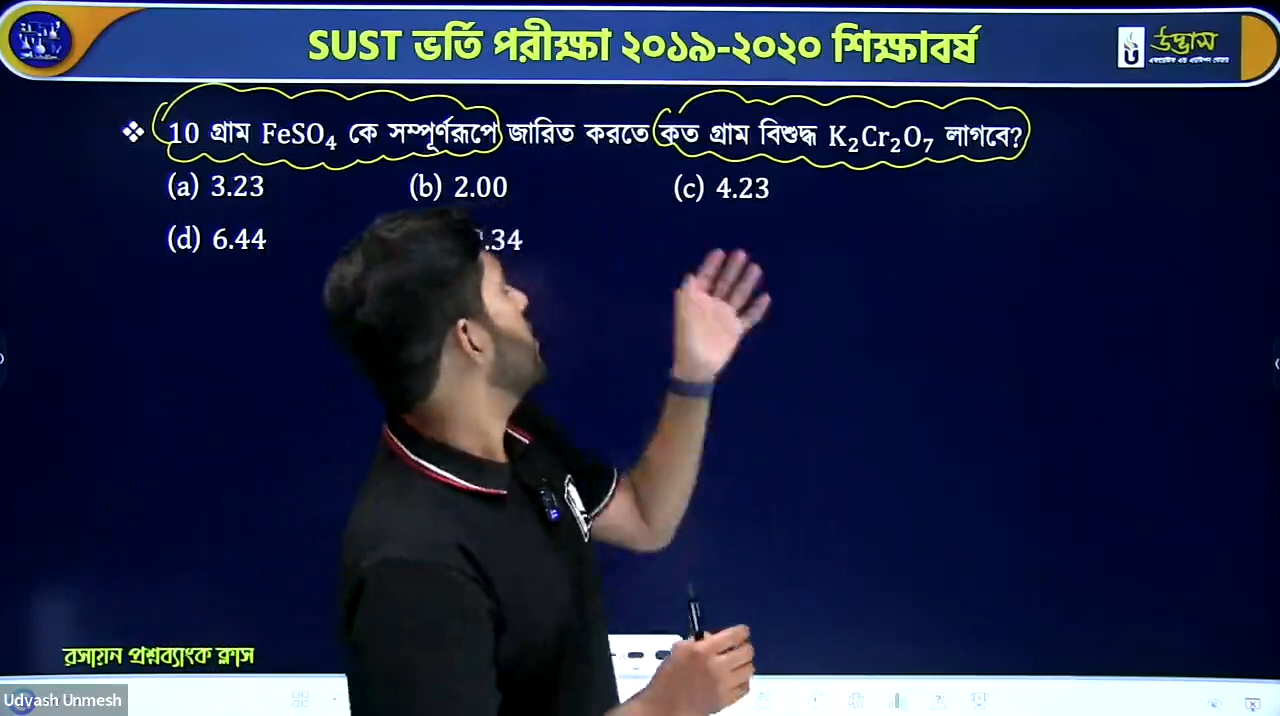 SUST ভর্তি পরীক্ষা ২০১৯-২০২০ শিক্ষাবর্ষ
উদ্ভাস
❖ 10 গ্রাম FeSO₄ কে সম্পূর্ণরূপে জারিত করতে কত গ্রাম বিশুদ্ধ K₂Cr₂O₇ লাগবে?
(a) 3.23 (b) 2.00 (c) 4.23
(d) 6.44 .34
রসায়ন প্রশ্নব্যাংক ক্লাস
Udvash Unmesh